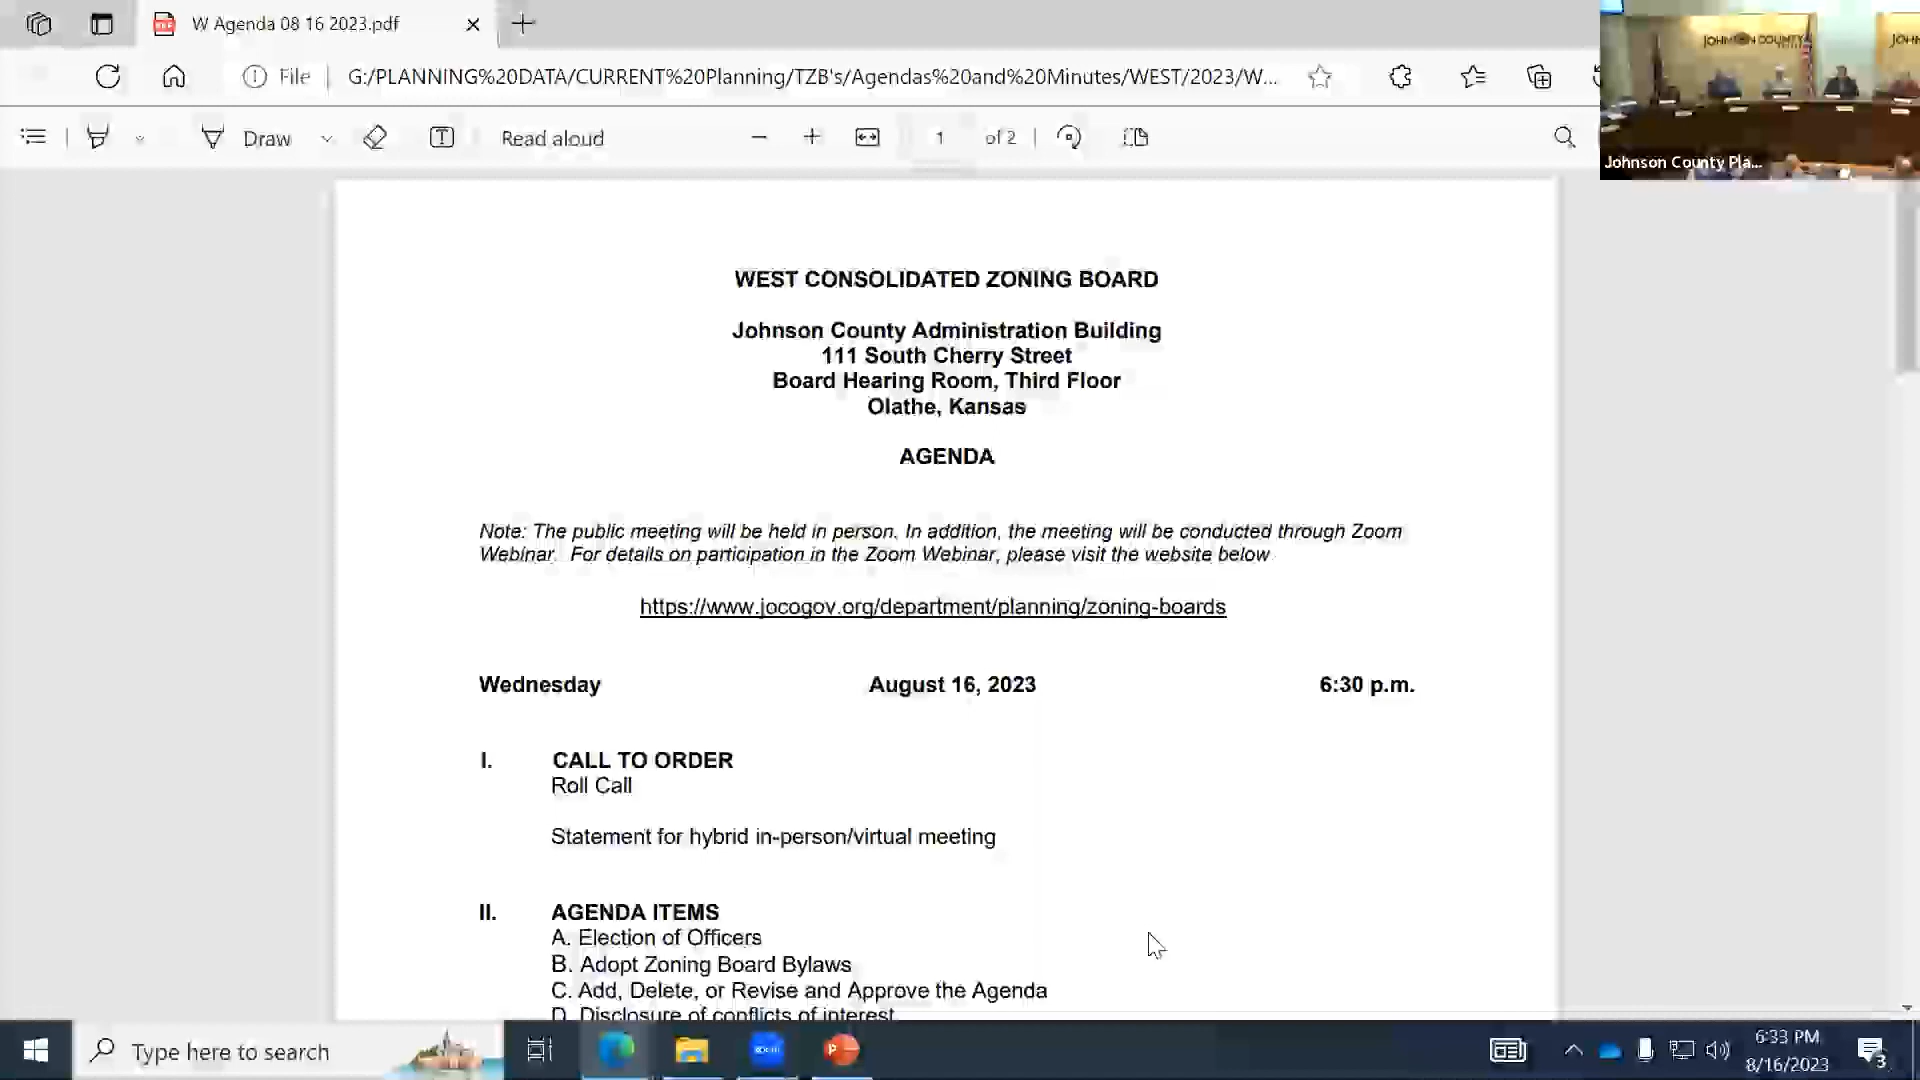 W Agenda 08 16 2023.pdf
File
G:/PLANNING%20DATA/CURRENT%20Planning/TZB's/Agendas%20and%20Minutes/WEST/2023/W...
Draw
Read aloud
1 of 2
JOHNSON COUNTY
JOHN
Johnson County Pla...
WEST CONSOLIDATED ZONING BOARD
Johnson County Administration Building
111 South Cherry Street
Board Hearing Room, Third Floor
Olathe, Kansas
AGENDA
Note: The public meeting will be held in person. In addition, the meeting will be conducted through Zoom
Webinar. For details on participation in the Zoom Webinar, please visit the website below
https://www.jocogov.org/department/planning/zoning-boards
Wednesday August 16, 2023 6:30 p.m.
I. CALL TO ORDER
Roll Call
Statement for hybrid in-person/virtual meeting
II. AGENDA ITEMS
A. Election of Officers
B. Adopt Zoning Board Bylaws
C. Add, Delete, or Revise and Approve the Agenda
D. Disclosure of conflicts of interest
Type here to search
zoom
P
6:33 PM
8/16/2023
3